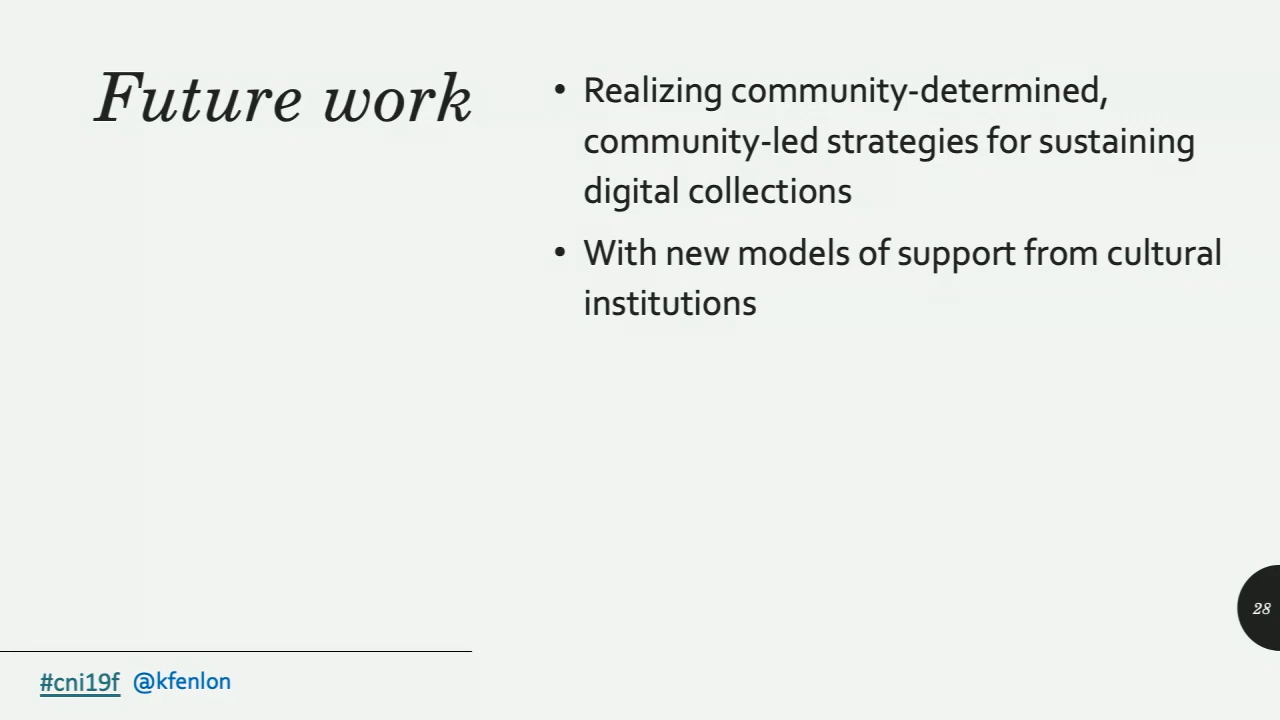 Future work
• Realizing community-determined,
community-led strategies for sustaining
digital collections
• With new models of support from cultural
institutions
28
#cni19f @kfenlon